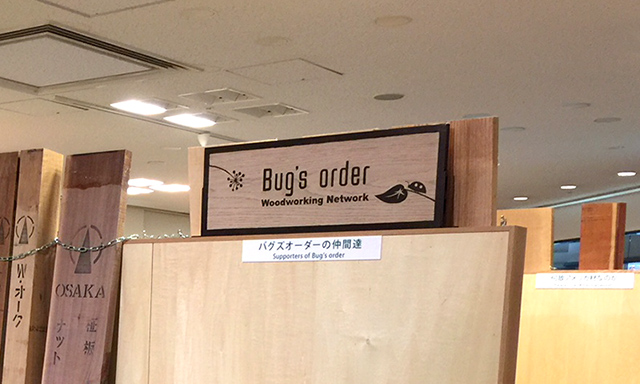 Bug's order
Woodworking Network
バグズオーダーの仲間達
Supporters of Bug's order
W・オーク
OSAKA
ナット